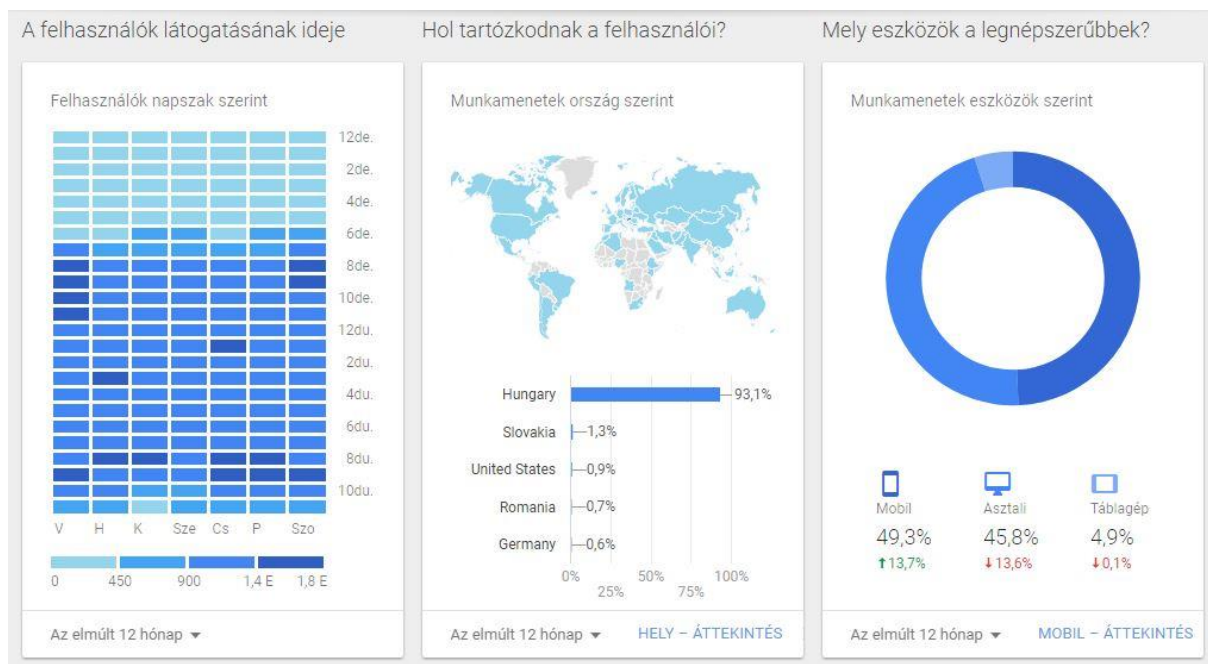 A felhasználók látogatásának ideje
Felhasználók napszak szerint
12de.
2de.
4de.
6de.
8de.
10de.
12du.
2du.
4du.
6du.
8du.
10du.
V H K Sze Cs P Szo
0 450 900 1,4 E 1,8 E
Az elmúlt 12 hónap
Hol tartózkodnak a felhasználói?
Munkamenetek ország szerint
Hungary 93,1%
Slovakia 1,3%
United States 0,9%
Romania 0,7%
Germany 0,6%
0% 50% 100%
25% 75%
Az elmúlt 12 hónap HELY – ÁTTEKINTÉS
Mely eszközök a legnépszerűbbek?
Munkamenetek eszközök szerint
Mobil Asztali Táblagép
49,3% 45,8% 4,9%
↑13,7% ↓13,6% ↓0,1%
Az elmúlt 12 hónap MOBIL – ÁTTEKINTÉS